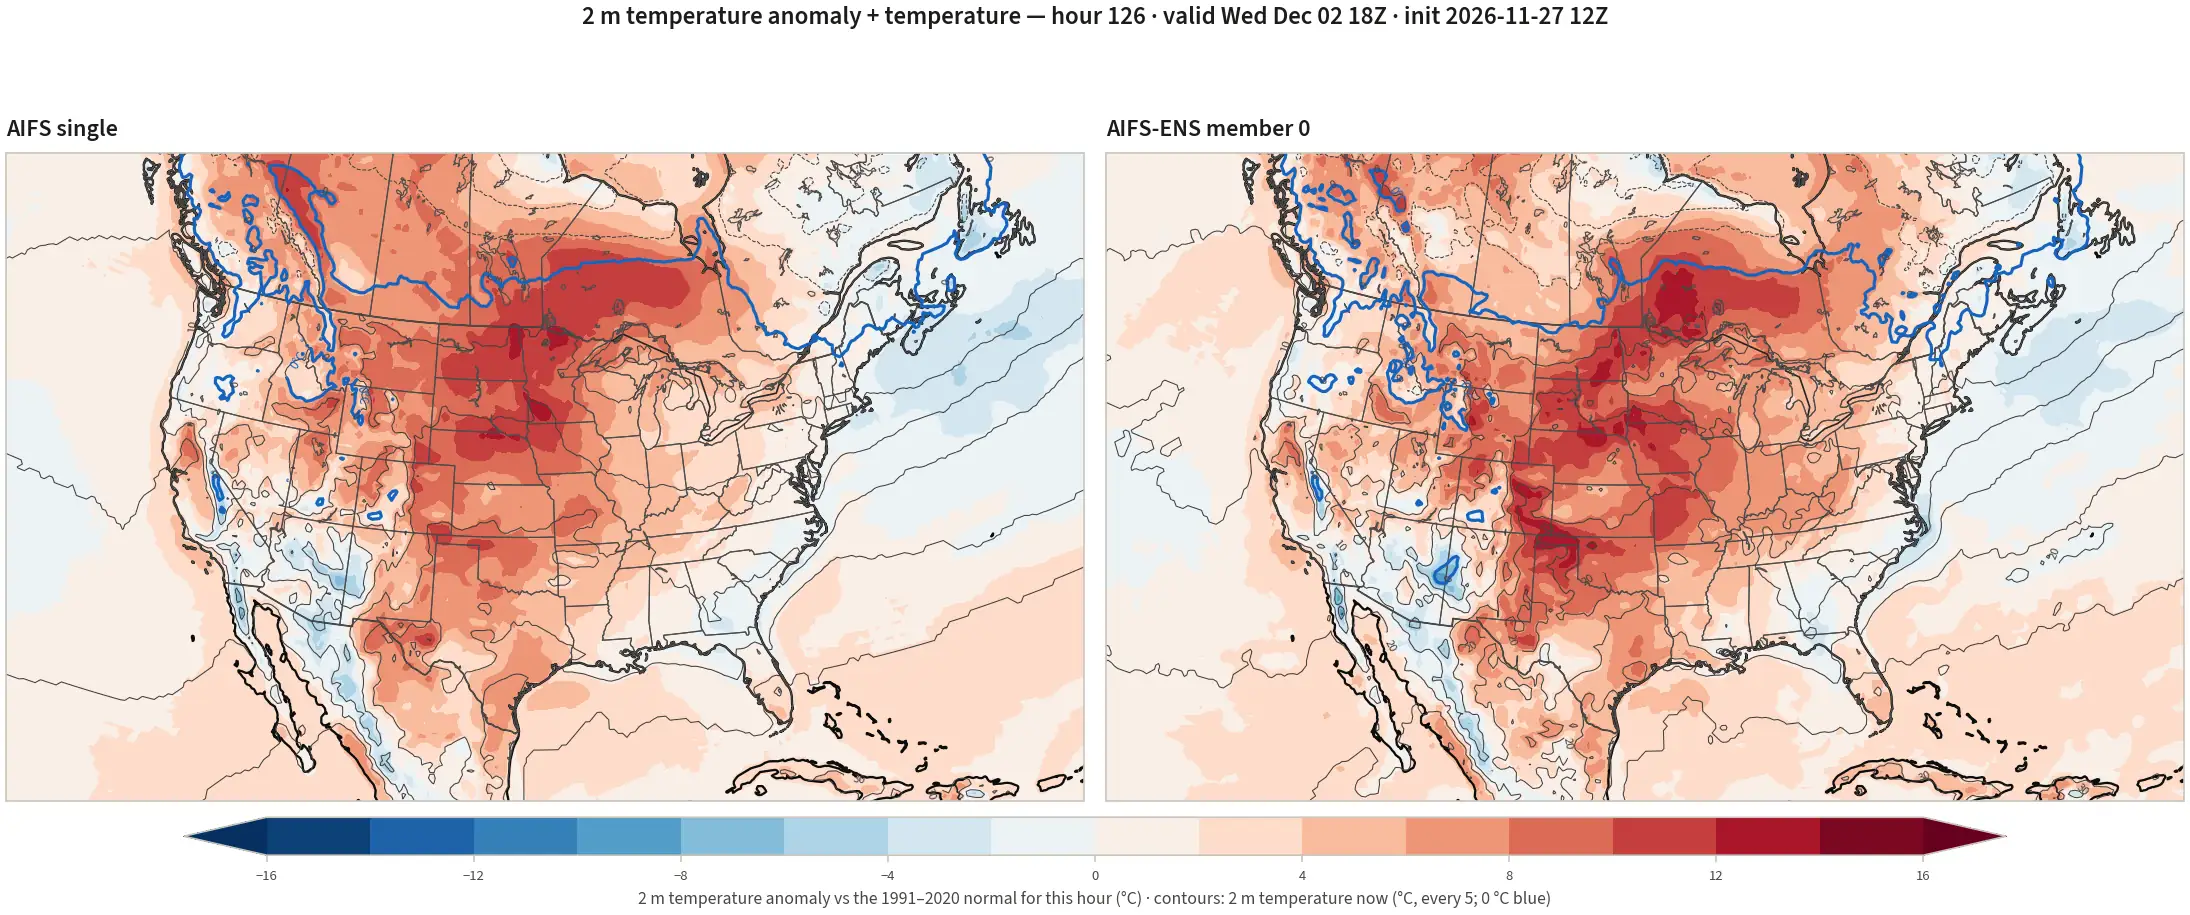 2 m temperature anomaly + temperature — hour 126 · valid Wed Dec 02 18Z · init 2026-11-27 12Z
AIFS single
AIFS-ENS member 0
−16
−12
−8
−4
0
4
8
12
16
2 m temperature anomaly vs the 1991–2020 normal for this hour (°C) · contours: 2 m temperature now (°C, every 5; 0 °C blue)